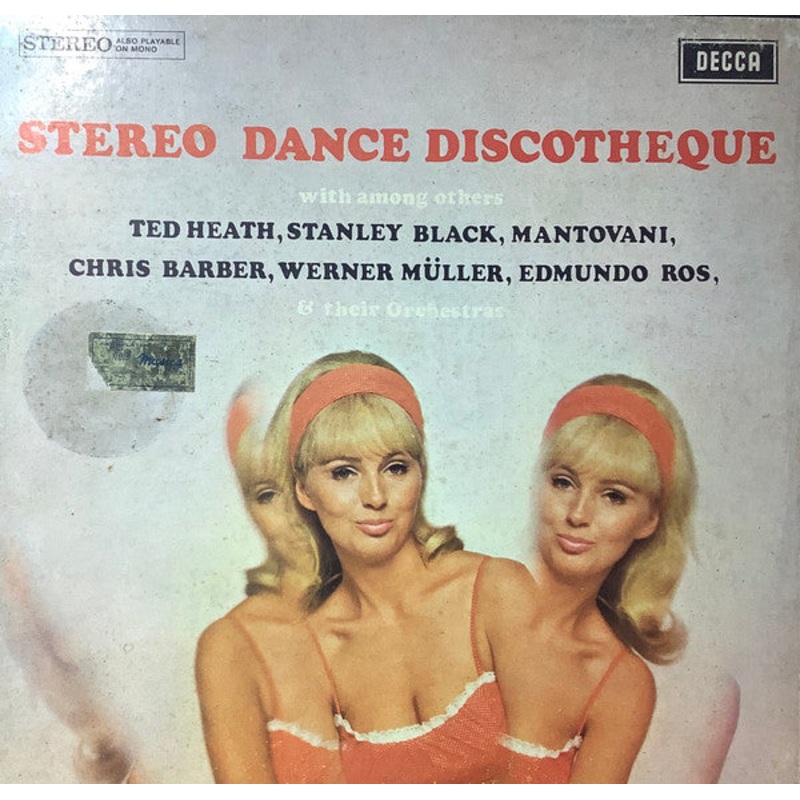 STEREO ALSO PLAYABLE ON MONO
DECCA
STEREO DANCE DISCOTHEQUE
with among others
TED HEATH, STANLEY BLACK, MANTOVANI,
CHRIS BARBER, WERNER MÜLLER, EDMUNDO ROS,
& their Orchestras